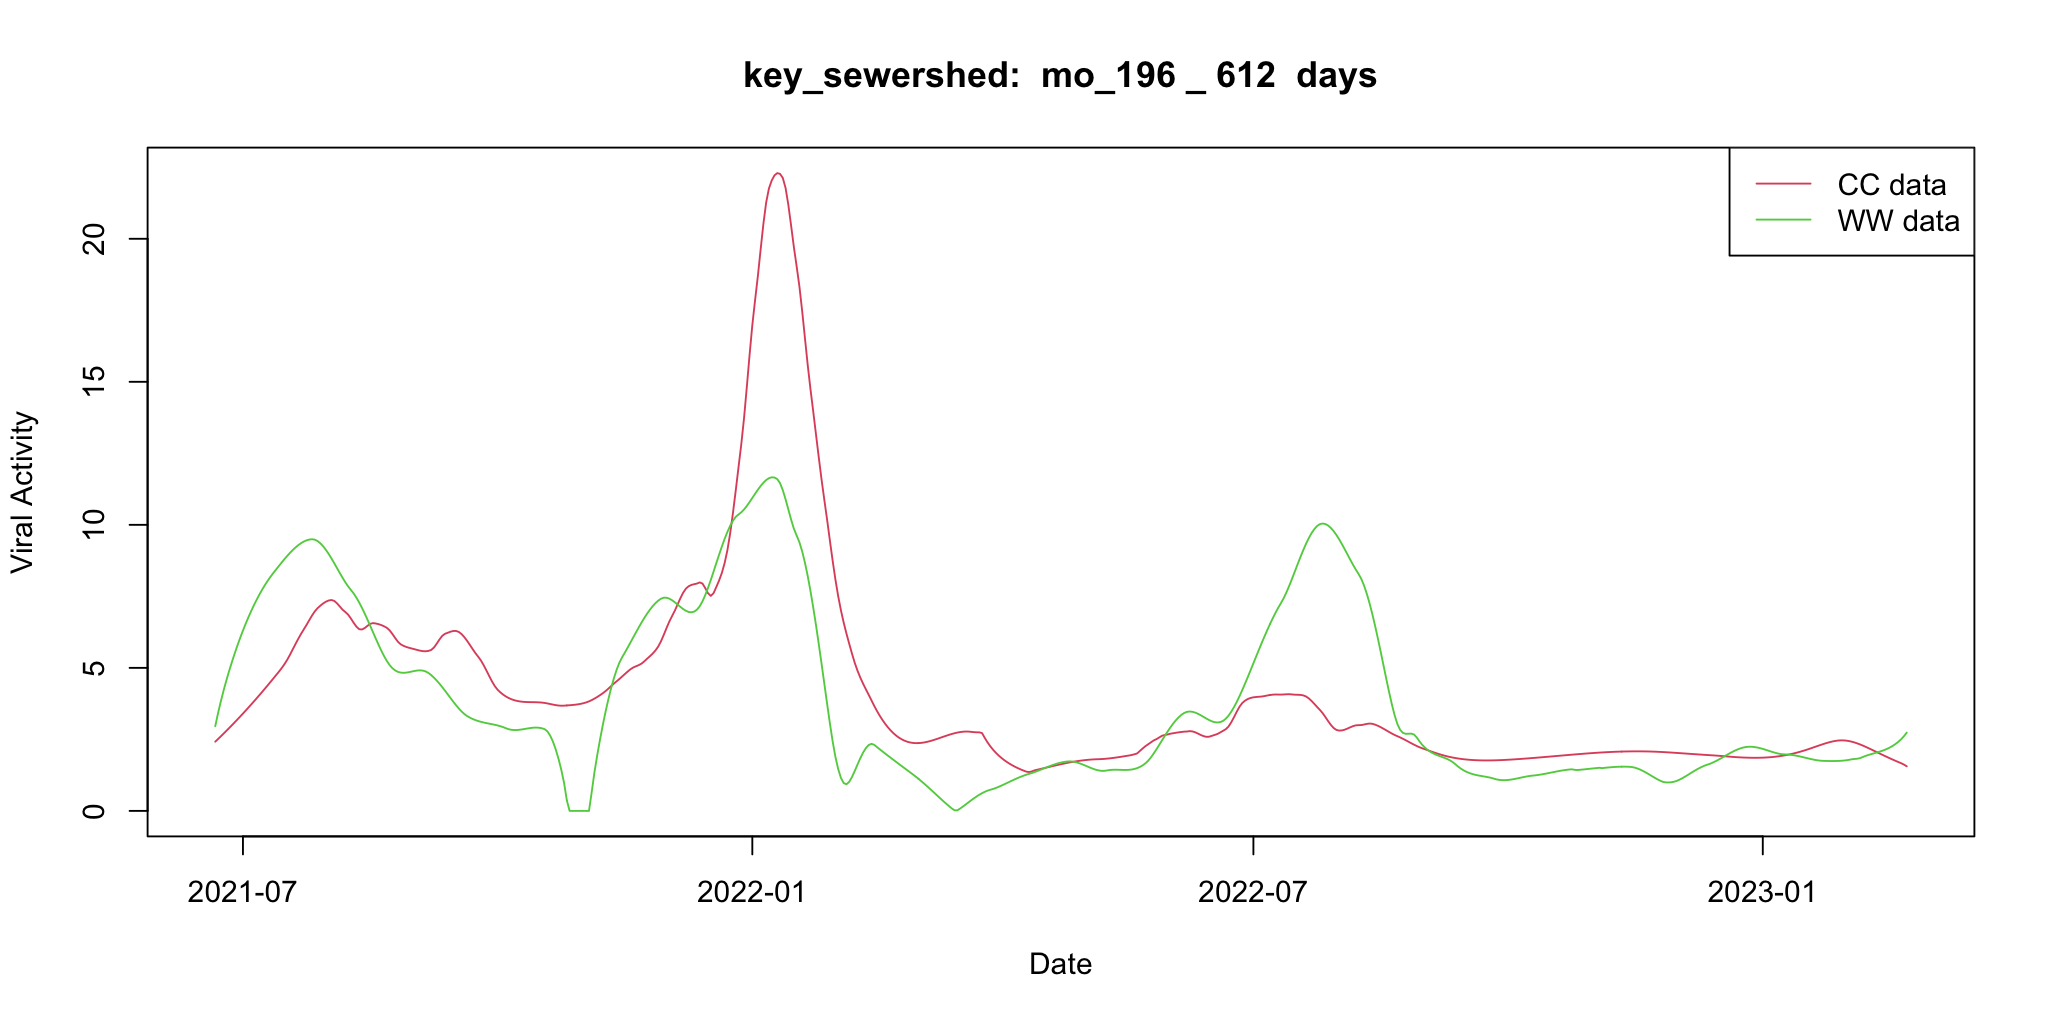 key_sewershed: mo_196 _ 612 days
CC data
WW data
Viral Activity
20
15
10
5
0
2021-07
2022-01
2022-07
2023-01
Date